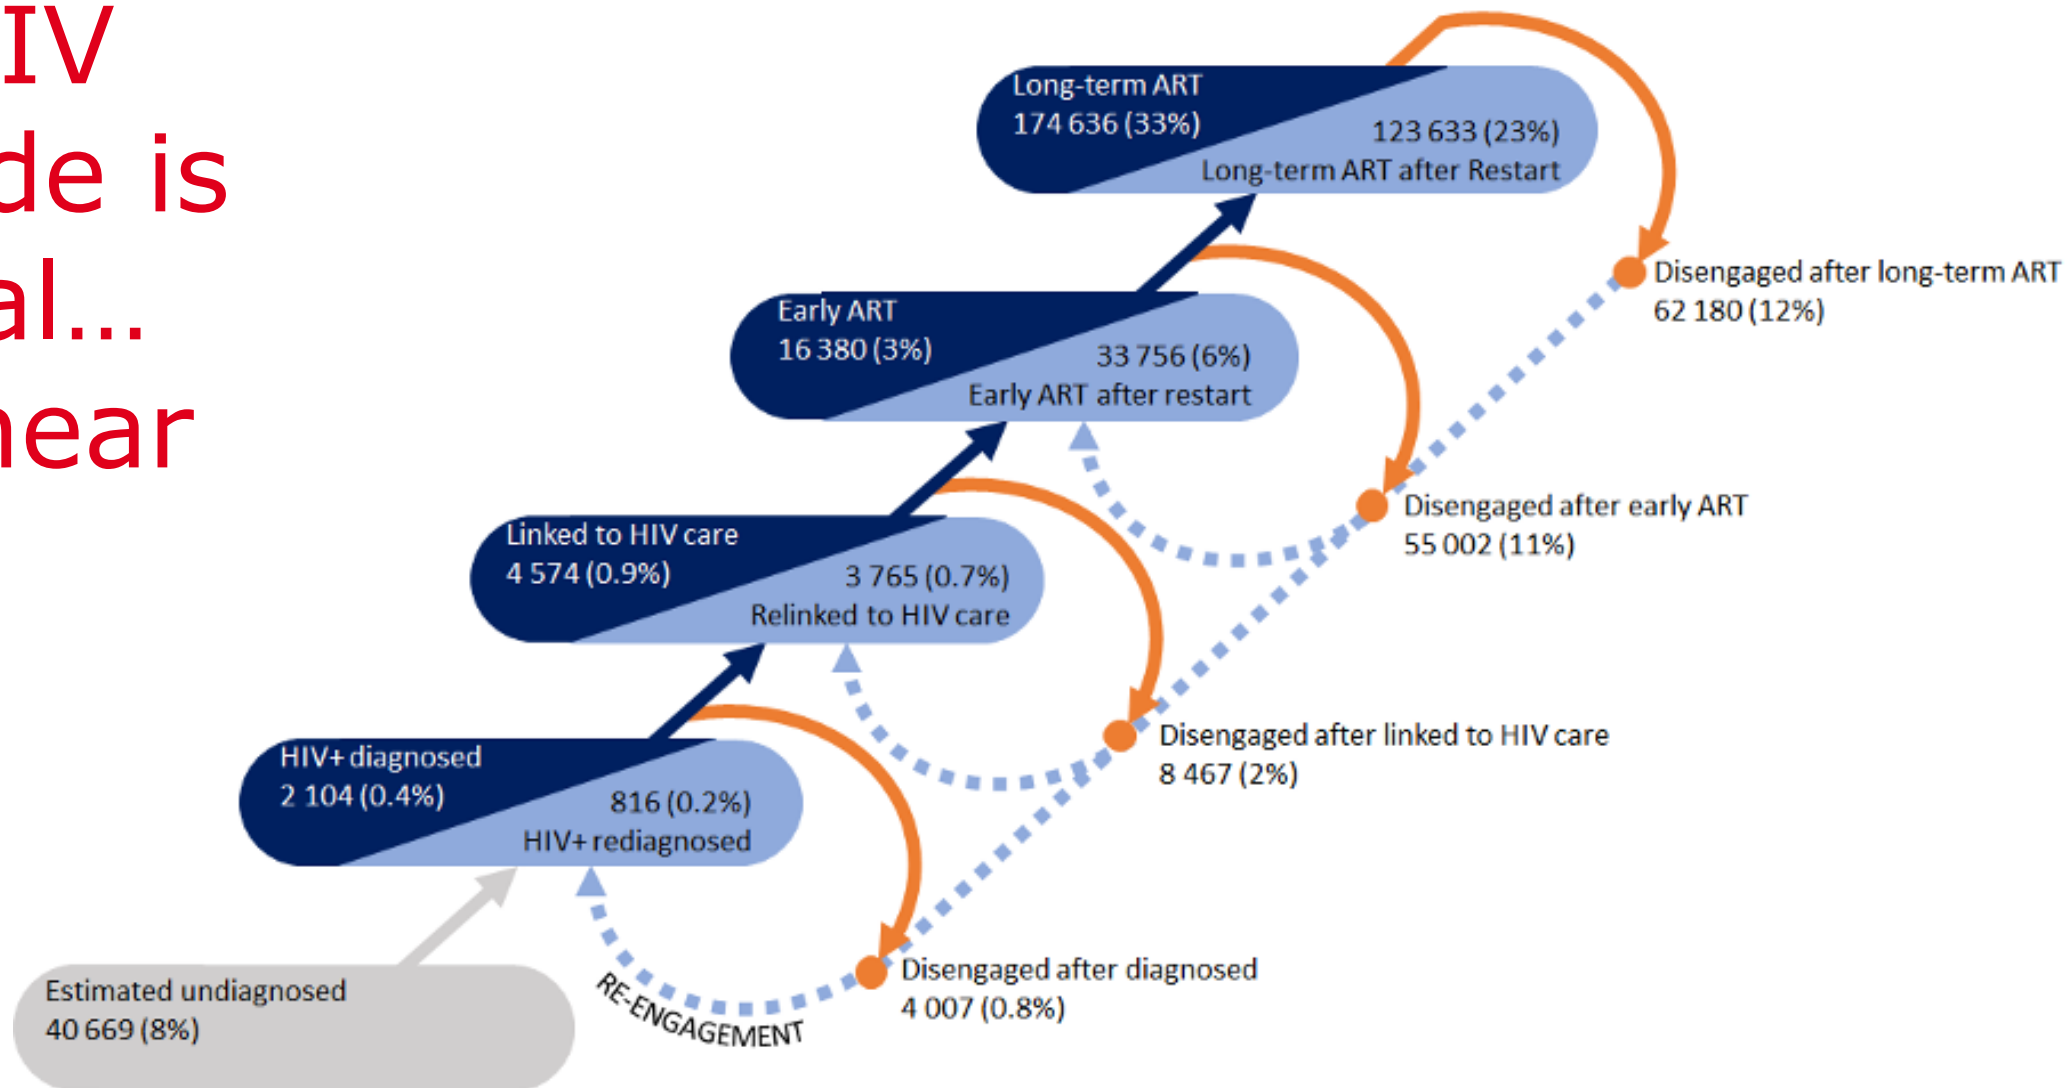 IV
de is
al...
near
Long-term ART
174 636 (33%)
123 633 (23%)
Long-term ART after Restart
Disengaged after long-term ART
62 180 (12%)
Early ART
16 380 (3%)
33 756 (6%)
Early ART after restart
Disengaged after early ART
55 002 (11%)
Linked to HIV care
4 574 (0.9%)
3 765 (0.7%)
Relinked to HIV care
Disengaged after linked to HIV care
8 467 (2%)
HIV+ diagnosed
2 104 (0.4%)
816 (0.2%)
HIV+ rediagnosed
Disengaged after diagnosed
4 007 (0.8%)
RE-ENGAGEMENT
Estimated undiagnosed
40 669 (8%)